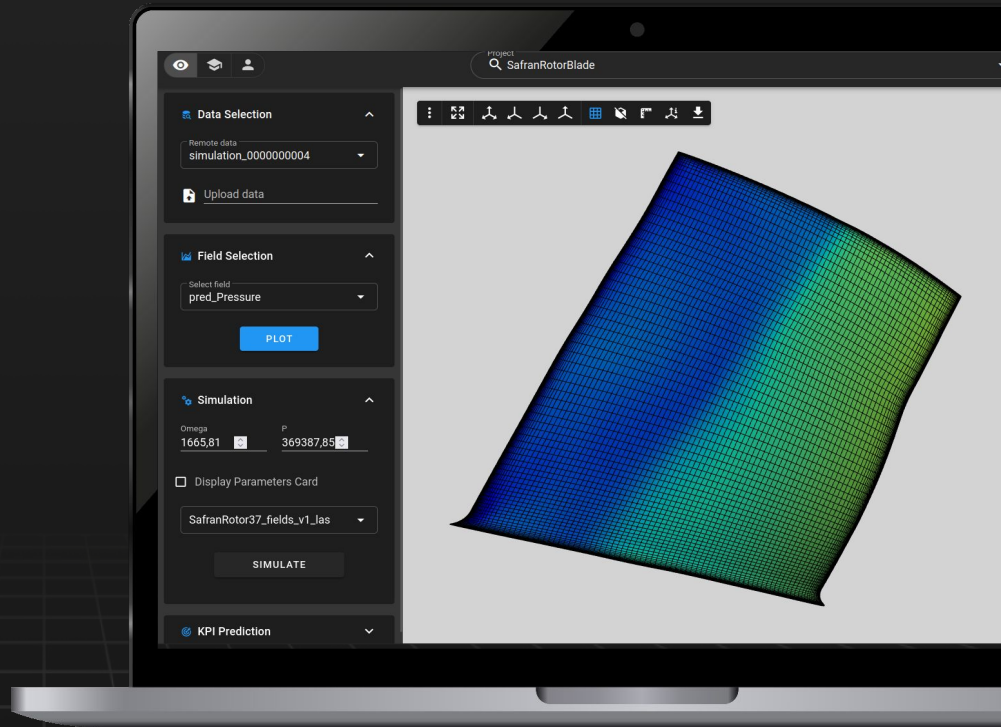 Project
SafranRotorBlade
Data Selection
Remote data
simulation_0000000004
Upload data
Field Selection
Select field
pred_Pressure
PLOT
Simulation
Omega
P
1665,81
369387,85
Display Parameters Card
SafranRotor37_fields_v1_las
SIMULATE
KPI Prediction